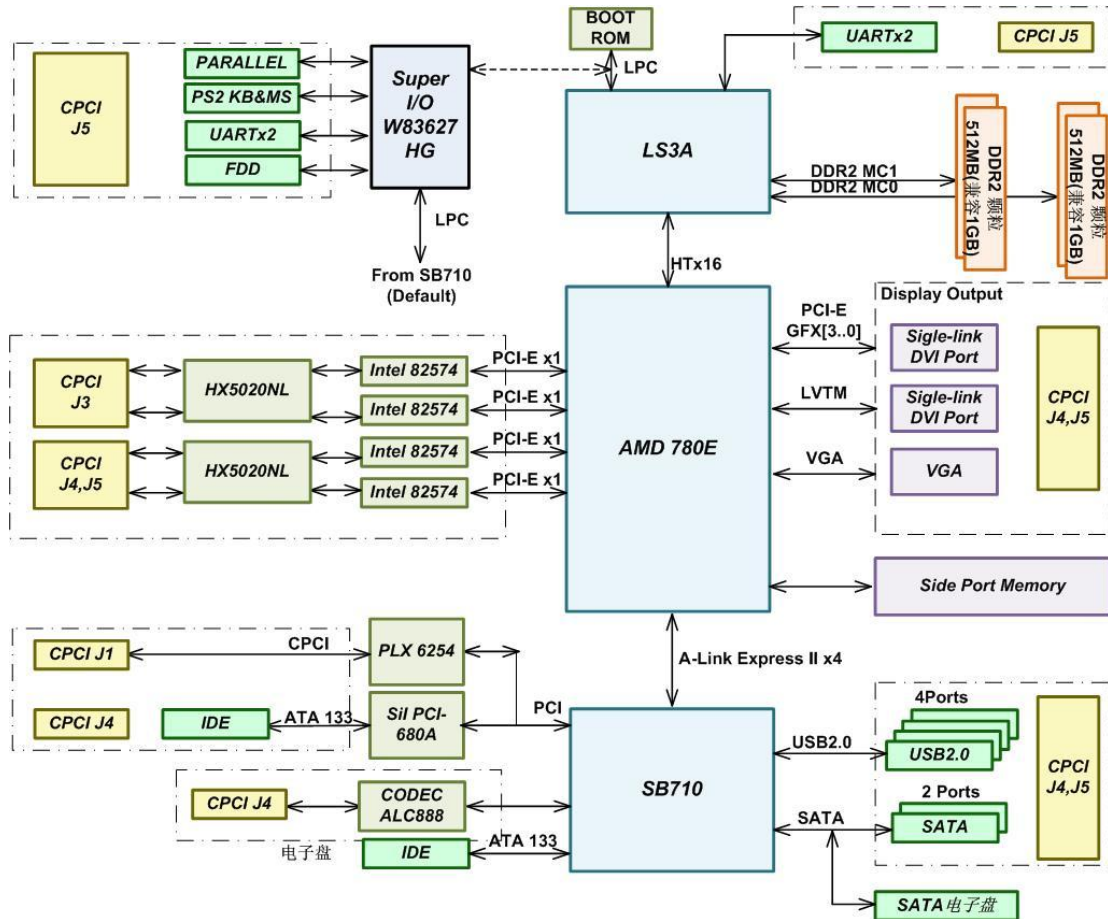 BOOT
ROM
UARTx2
CPCI J5
CPCI
J5
PARALLEL
PS2 KB&MS
UARTx2
FDD
Super
I/O
W83627
HG
LPC
LS3A
DDR2 MC1
DDR2 MC0
DDR2 颗粒
512MB(兼容1GB)
DDR2 颗粒
512MB(兼容1GB)
LPC
From SB710
(Default)
HTx16
CPCI
J3
CPCI
J4,J5
HX5020NL
HX5020NL
Intel 82574
Intel 82574
Intel 82574
Intel 82574
PCI-E x1
PCI-E x1
PCI-E x1
PCI-E x1
AMD 780E
PCI-E
GFX[3..0]
LVTM
VGA
Display Output
Sigle-link
DVI Port
Sigle-link
DVI Port
VGA
CPCI
J4,J5
Side Port Memory
A-Link Express II x4
CPCI J1
CPCI
PLX 6254
CPCI J4
IDE
ATA 133
SiI PCI-
680A
PCI
CPCI J4
CODEC
ALC888
电子盘
IDE
ATA 133
SB710
USB2.0
SATA
4Ports
USB2.0
2 Ports
SATA
CPCI
J4,J5
SATA电子盘